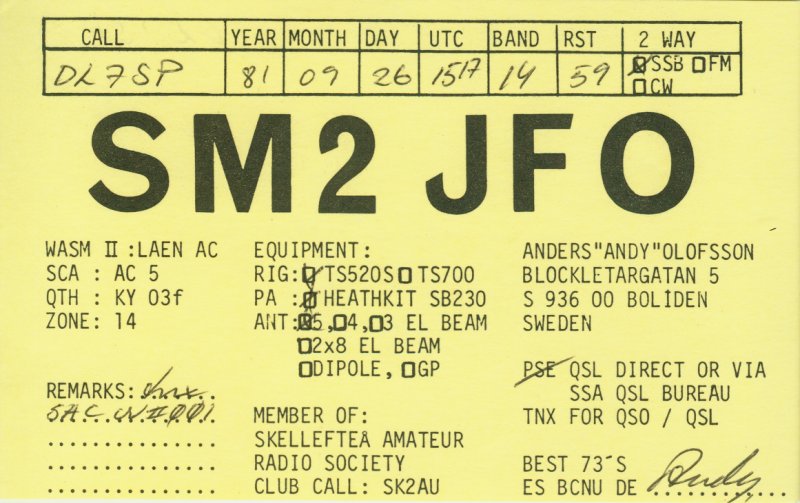 CALL YEAR MONTH DAY UTC BAND RST 2 WAY
DL7SP 81 09 26 1517 14 59 SSB FM
CW
SM2 JFO
WASM II :LAEN AC
SCA : AC 5
QTH : KY 03f
ZONE: 14
EQUIPMENT:
RIG: TS520S TS700
PA : HEATHKIT SB230
ANT: 5, 4, 3 EL BEAM
2x8 EL BEAM
DIPOLE, GP
ANDERS"ANDY"OLOFSSON
BLOCKLETARGATAN 5
S 936 00 BOLIDEN
SWEDEN
REMARKS:
SAC
MEMBER OF:
SKELLEFTEÅ AMATEUR
RADIO SOCIETY
CLUB CALL: SK2AU
PSE QSL DIRECT OR VIA
SSA QSL BUREAU
TNX FOR QSO / QSL
BEST 73´S
ES BCNU DE Andy